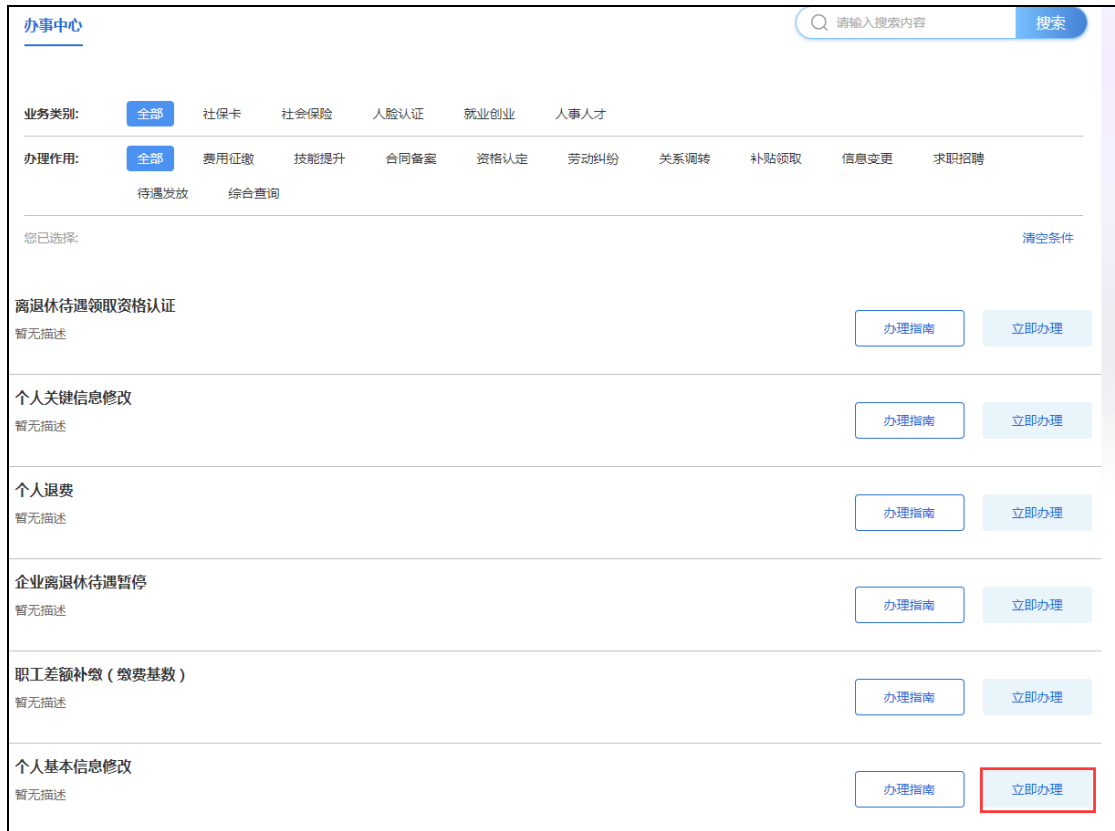 办事中心
请输入搜索内容 搜索
业务类别: 全部 社保卡 社会保险 人脸认证 就业创业 人事人才
办理作用: 全部 费用征缴 技能提升 合同备案 资格认定 劳动纠纷 关系调转 补贴领取 信息变更 求职招聘
待遇发放 综合查询
您已选择: 清空条件
离退休待遇领取资格认证
暂无描述 办理指南 立即办理
个人关键信息修改
暂无描述 办理指南 立即办理
个人退费
暂无描述 办理指南 立即办理
企业离退休待遇暂停
暂无描述 办理指南 立即办理
职工差额补缴（缴费基数）
暂无描述 办理指南 立即办理
个人基本信息修改
暂无描述 办理指南 立即办理